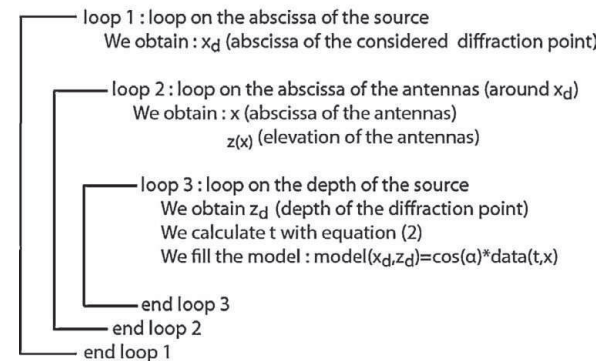 loop 1 : loop on the abscissa of the source
We obtain : xd (abscissa of the considered diffraction point)
loop 2 : loop on the abscissa of the antennas (around xd)
We obtain : x (abscissa of the antennas)
z(x) (elevation of the antennas)
loop 3 : loop on the depth of the source
We obtain zd (depth of the diffraction point)
We calculate t with equation (2)
We fill the model : model(xd,zd)=cos(α)*data(t,x)
end loop 3
end loop 2
end loop 1